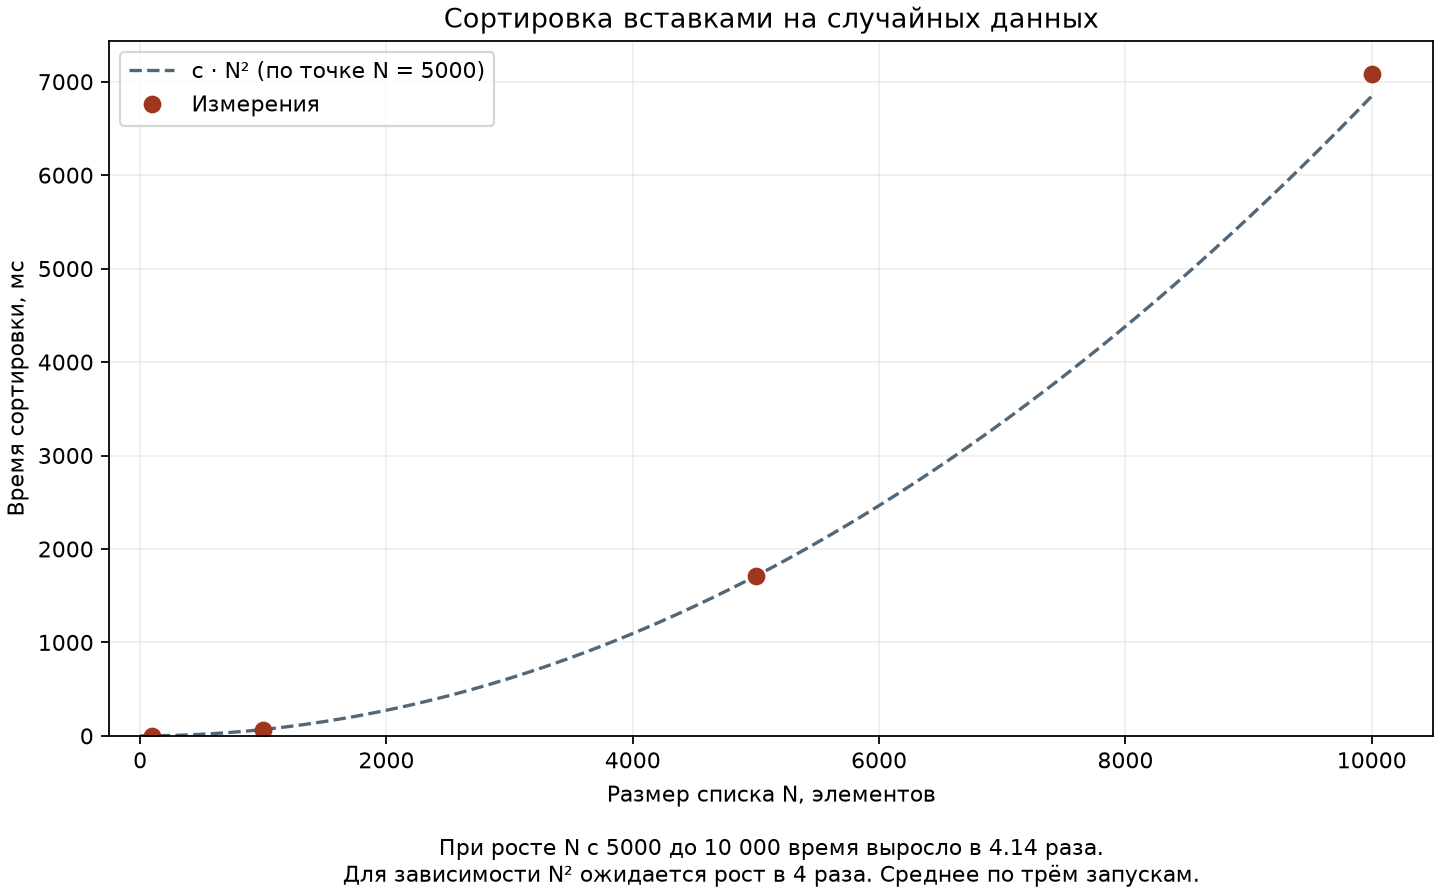 Сортировка вставками на случайных данных
c · N² (по точке N = 5000)
Измерения
Время сортировки, мс
7000
6000
5000
4000
3000
2000
1000
0
0 2000 4000 6000 8000 10000
Размер списка N, элементов
При росте N с 5000 до 10 000 время выросло в 4.14 раза.
Для зависимости N² ожидается рост в 4 раза. Среднее по трём запускам.